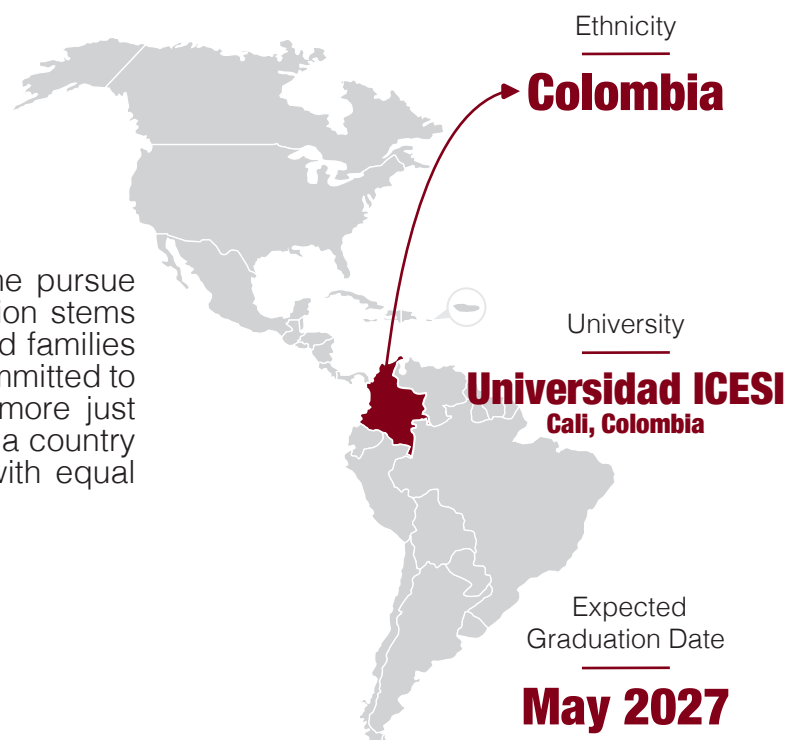 Ethnicity
Colombia
ne pursue
ion stems
d families
mmitted to
more just
a country
with equal
University
Universidad ICESI
Cali, Colombia
Expected
Graduation Date
May 2027